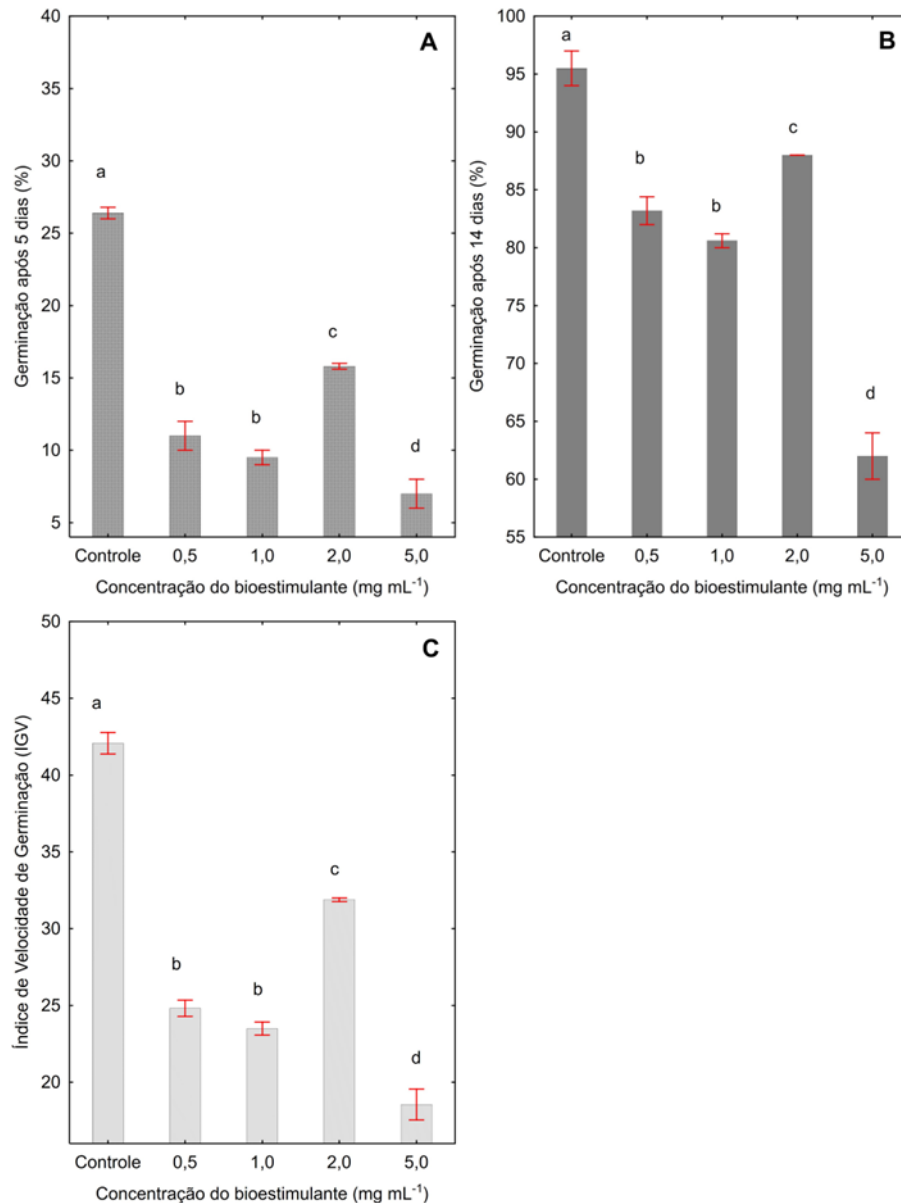 A
Germinação após 5 dias (%)
40
35
30
25
20
15
10
5
a
b
b
c
d
Controle 0,5 1,0 2,0 5,0
Concentração do bioestimulante (mg mL⁻¹)
B
Germinação após 14 dias (%)
100
95
90
85
80
75
70
65
60
55
a
b
b
c
d
Controle 0,5 1,0 2,0 5,0
Concentração do bioestimulante (mg mL⁻¹)
C
Índice de Velocidade de Germinação (IGV)
50
45
40
35
30
25
20
a
b
b
c
d
Controle 0,5 1,0 2,0 5,0
Concentração do bioestimulante (mg mL⁻¹)